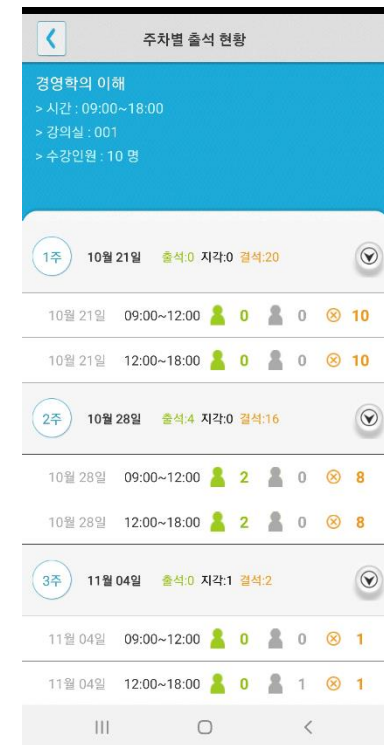 주차별 출석 현황
경영학의 이해
> 시간 : 09:00~18:00
> 강의실 : 001
> 수강인원 : 10 명
1주 10월 21일 출석:0 지각:0 결석:20
10월 21일 09:00~12:00 0 0 10
10월 21일 12:00~18:00 0 0 10
2주 10월 28일 출석:4 지각:0 결석:16
10월 28일 09:00~12:00 2 0 8
10월 28일 12:00~18:00 2 0 8
3주 11월 04일 출석:0 지각:1 결석:2
11월 04일 09:00~12:00 0 0 1
11월 04일 12:00~18:00 0 1 1